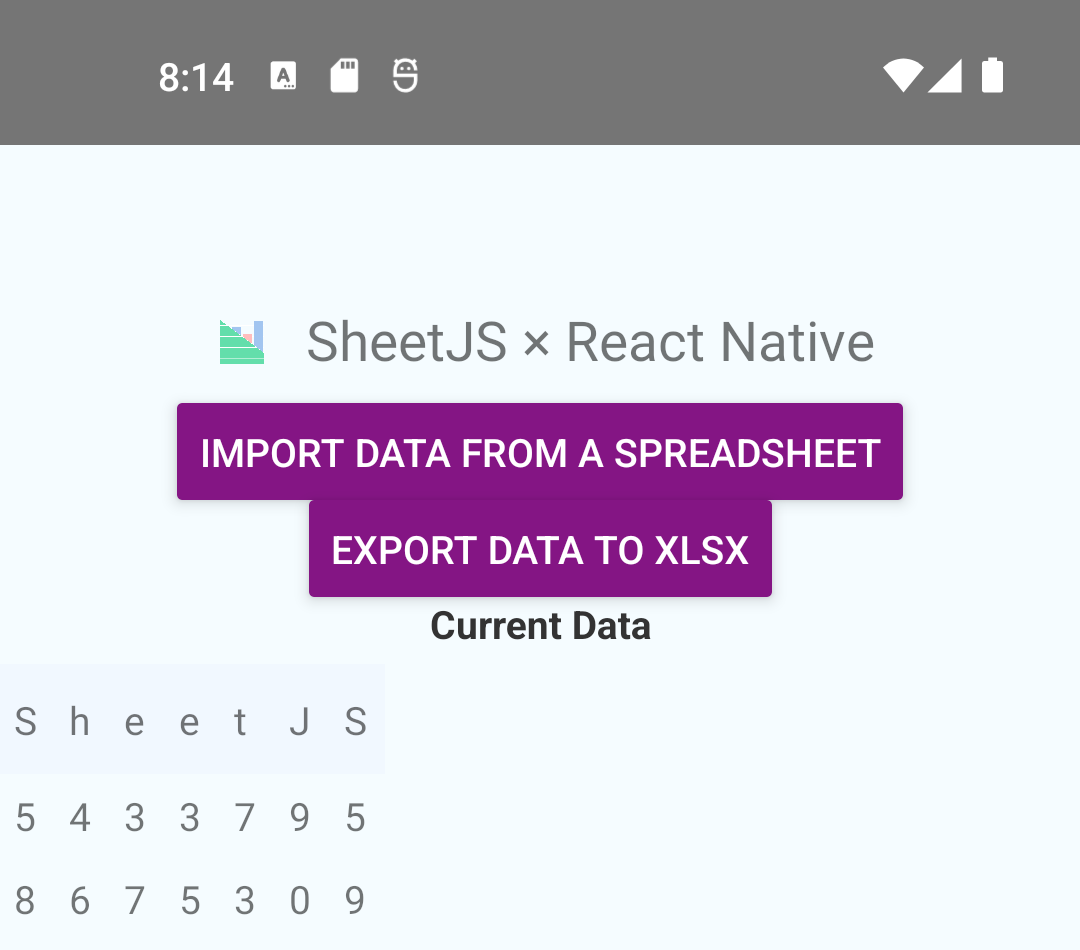 8:14
SheetJS × React Native
IMPORT DATA FROM A SPREADSHEET
EXPORT DATA TO XLSX
Current Data
S h e e t J S
5 4 3 3 7 9 5
8 6 7 5 3 0 9